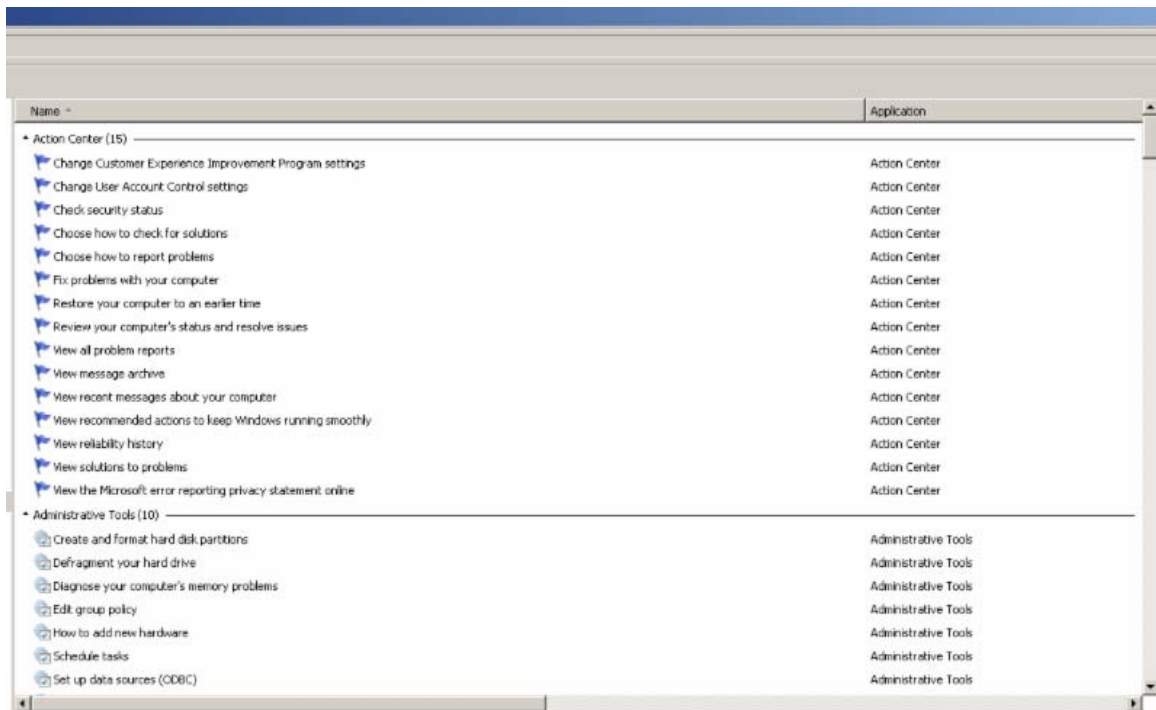 Name Application
Action Center (15)
Change Customer Experience Improvement Program settings Action Center
Change User Account Control settings Action Center
Check security status Action Center
Choose how to check for solutions Action Center
Choose how to report problems Action Center
Fix problems with your computer Action Center
Restore your computer to an earlier time Action Center
Review your computer's status and resolve issues Action Center
View all problem reports Action Center
View message archive Action Center
View recent messages about your computer Action Center
View recommended actions to keep Windows running smoothly Action Center
View reliability history Action Center
View solutions to problems Action Center
View the Microsoft error reporting privacy statement online Action Center
Administrative Tools (10)
Create and format hard disk partitions Administrative Tools
Defragment your hard drive Administrative Tools
Diagnose your computer's memory problems Administrative Tools
Edit group policy Administrative Tools
How to add new hardware Administrative Tools
Schedule tasks Administrative Tools
Set up data sources (ODBC) Administrative Tools